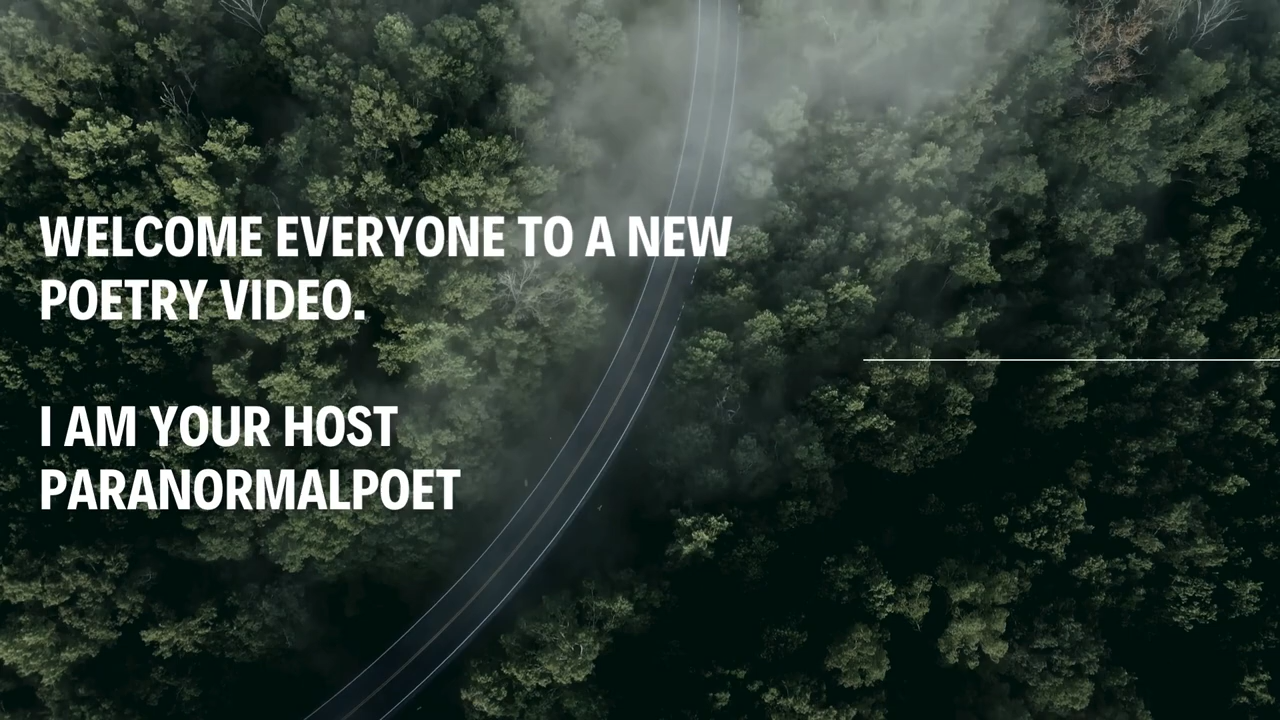 WELCOME EVERYONE TO A NEW
POETRY VIDEO.
I AM YOUR HOST
PARANORMALPOET